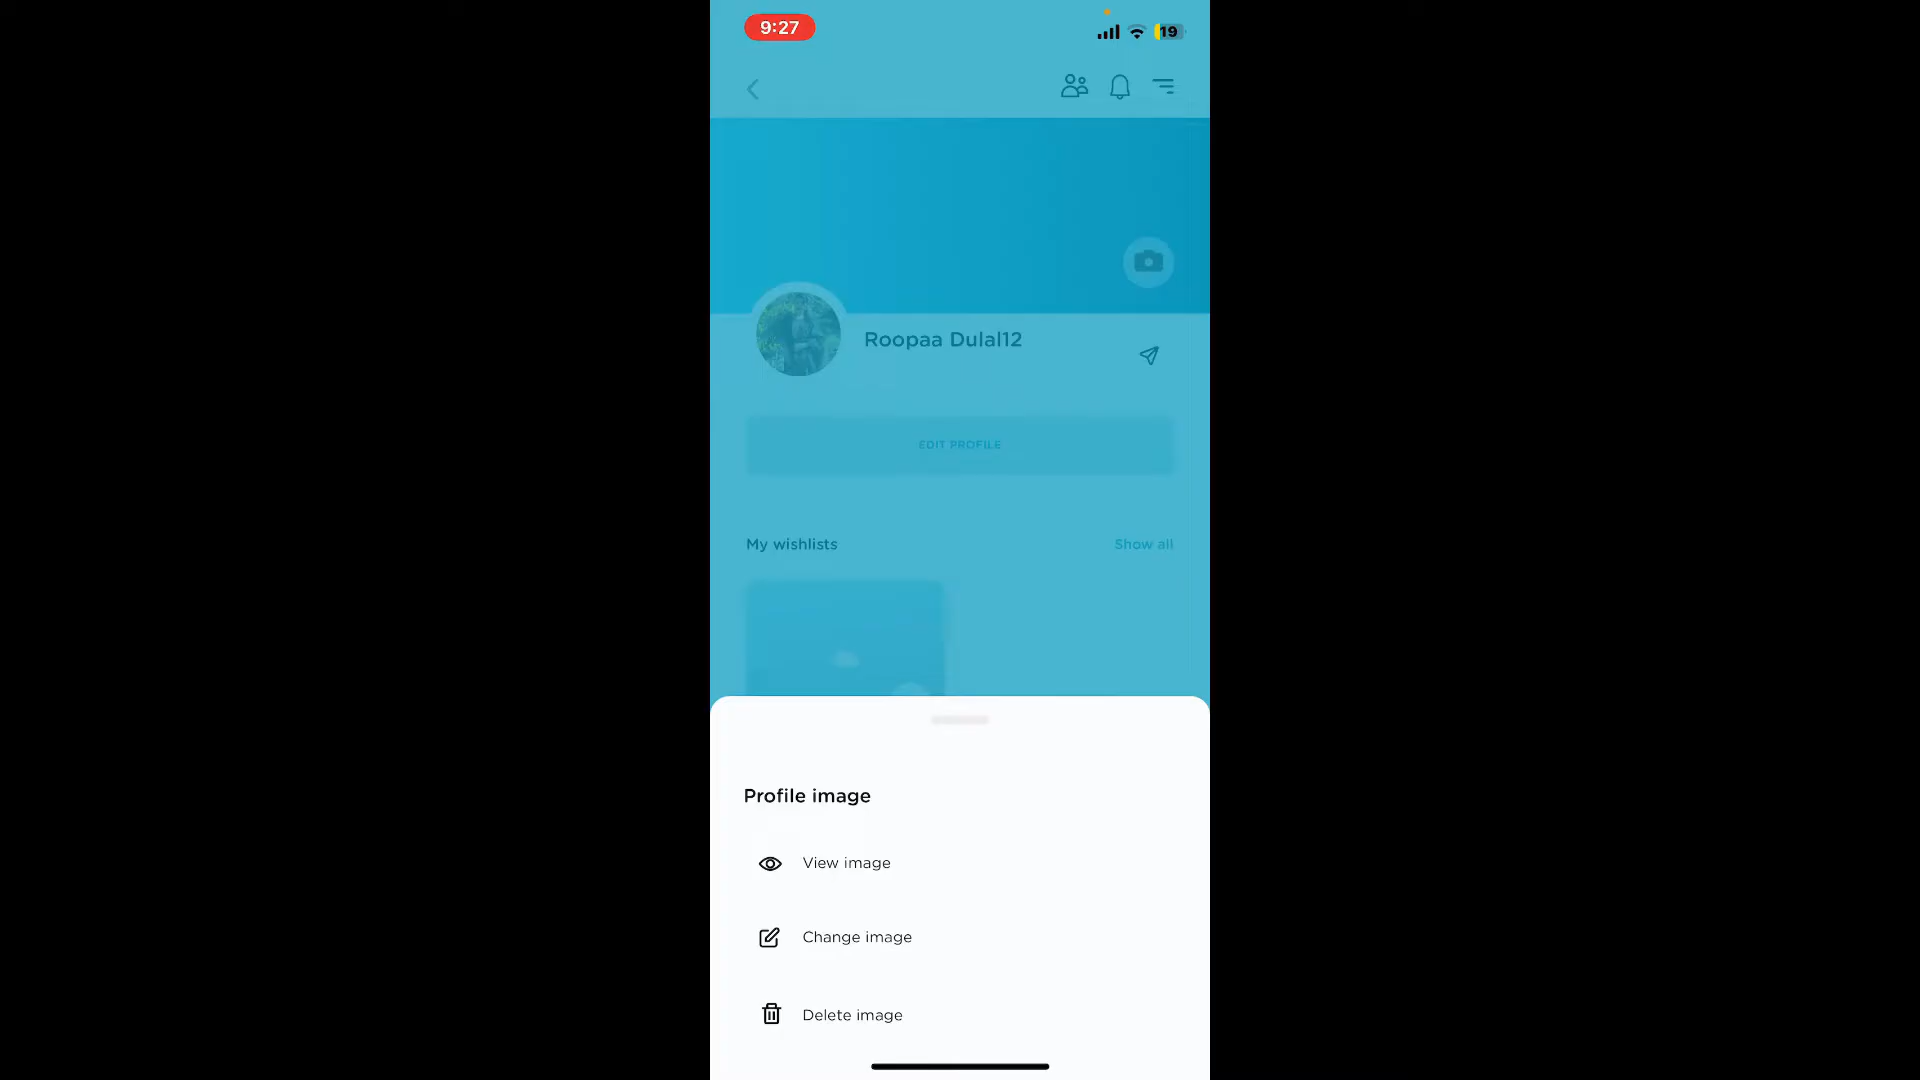 9:27
19
Roopaa Dulal12
EDIT PROFILE
My wishlists
Show all
Profile image
View image
Change image
Delete image